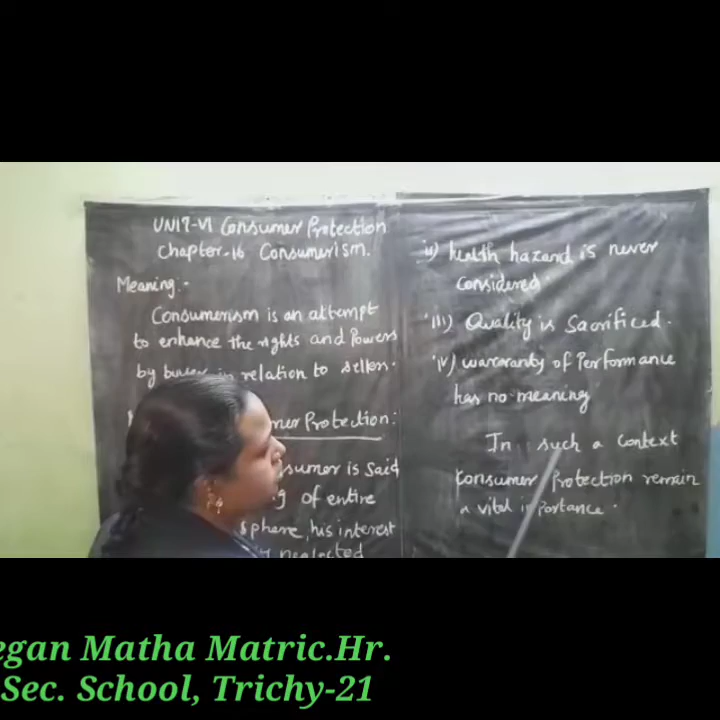 UNIT-VI Consumer Protection
Chapter-16 Consumerism.
Meaning:-
Consumerism is an attempt
to enhance the rights and Powers
by in relation to sellers.
Protection:
is said
of entire
sphere, his interest
neglected
ii) health hazard is never
considered.
iii) Quality is Sacrificed.
iv) warranty of Performance
has no meaning
In such a context
Consumer Protection remain
a vital importance.
egan Matha Matric.Hr.
Sec. School, Trichy-21